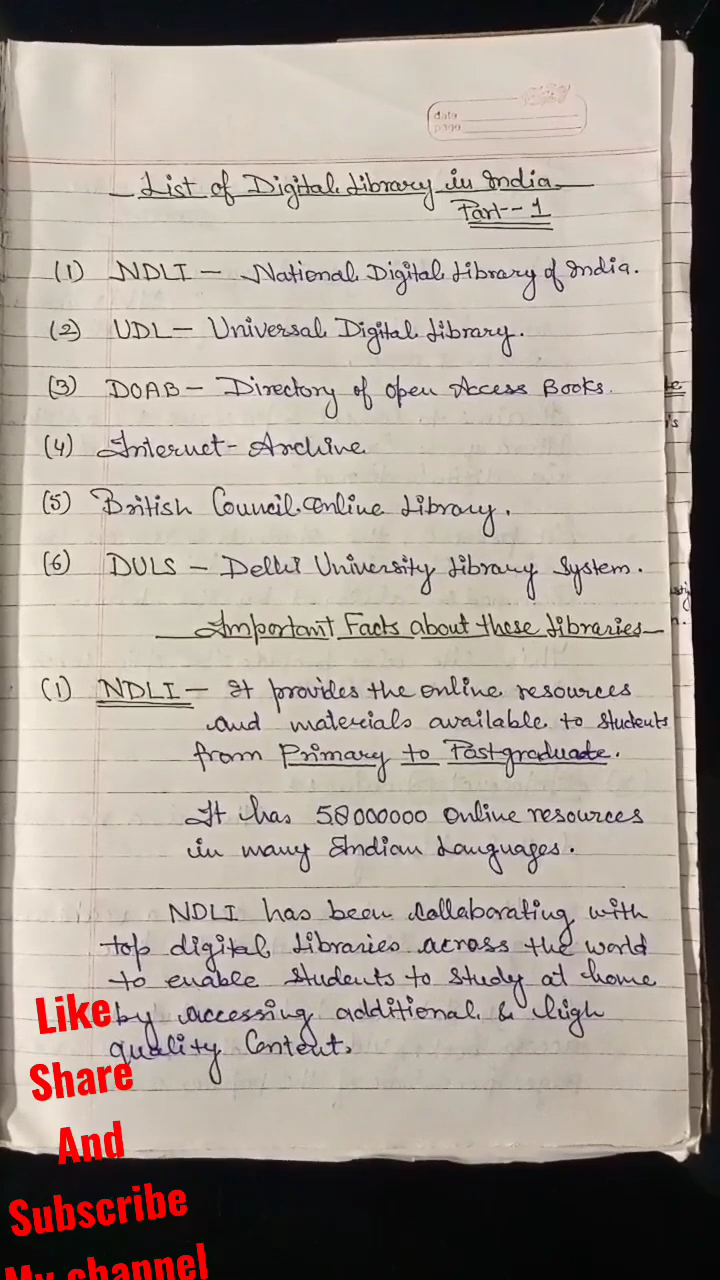 date
page
List of Digital Library in India
Part--1
(1) NDLI - National Digital Library of India.
(2) UDL - Universal Digital Library.
(3) DOAB - Directory of Open Access Books.
(4) Internet-Archive
(5) British Council Online Library.
(6) DULS - Delhi University Library System.
Important Facts about these Libraries
(1) NDLI - It provides the online resources
and materials available to students
from Primary to Postgraduate.
It has 58000000 online resources
in many Indian Languages.
NDLI has been Collaborating with
top digital Libraries across the world
to enable students to study at home
by accessing additional & high
quality Content.
Like
Share
And
Subscribe
My channel